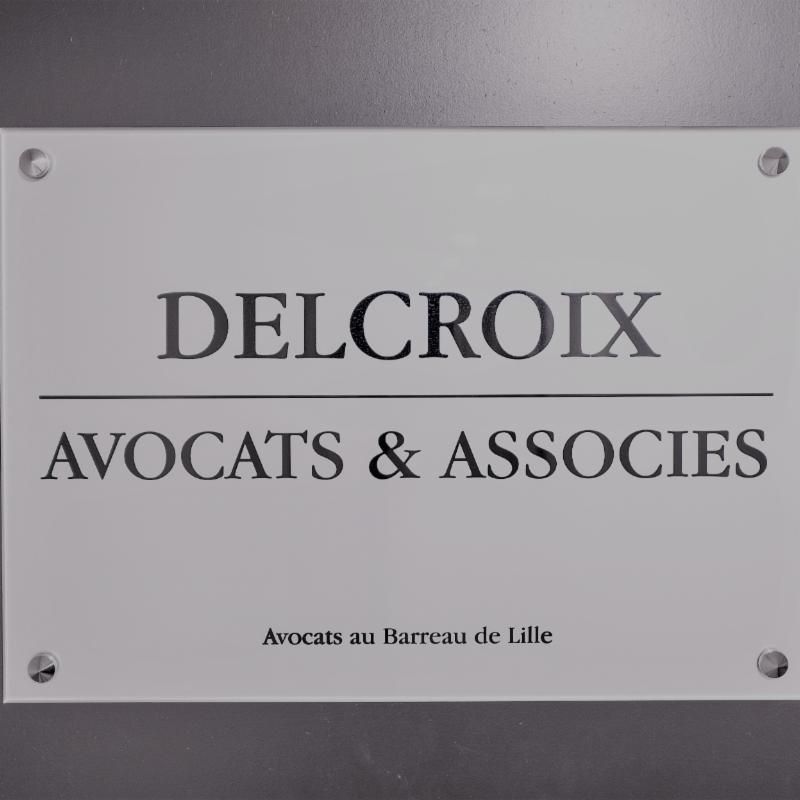 DELCROIX
AVOCATS & ASSOCIES
Avocats au Barreau de Lille